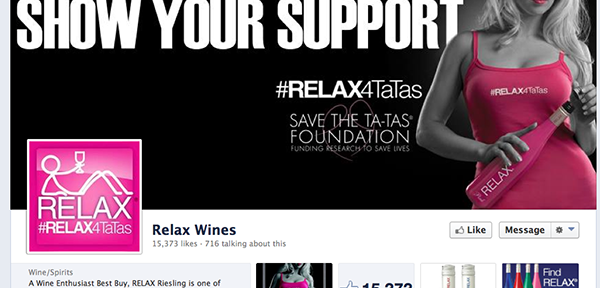 SHOW YOUR SUPPORT
#RELAX4TaTas
SAVE THE TA-TAS®
FOUNDATION
FUNDING RESEARCH TO SAVE LIVES
#RELAX4TaTas
RELAX
RELAX
#RELAX4TaTas
Relax Wines
15,373 likes · 716 talking about this
Like
Message
Wine/Spirits
A Wine Enthusiast Best Buy, RELAX Riesling is one of
15,373
Find
RELAX